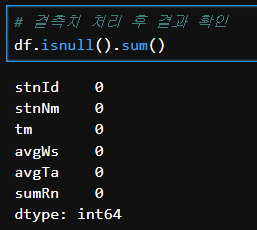 # 결측치 처리 후 결과 확인
df.isnull().sum()
stnId 0
stnNm 0
tm 0
avgWs 0
avgTa 0
sumRn 0
dtype: int64